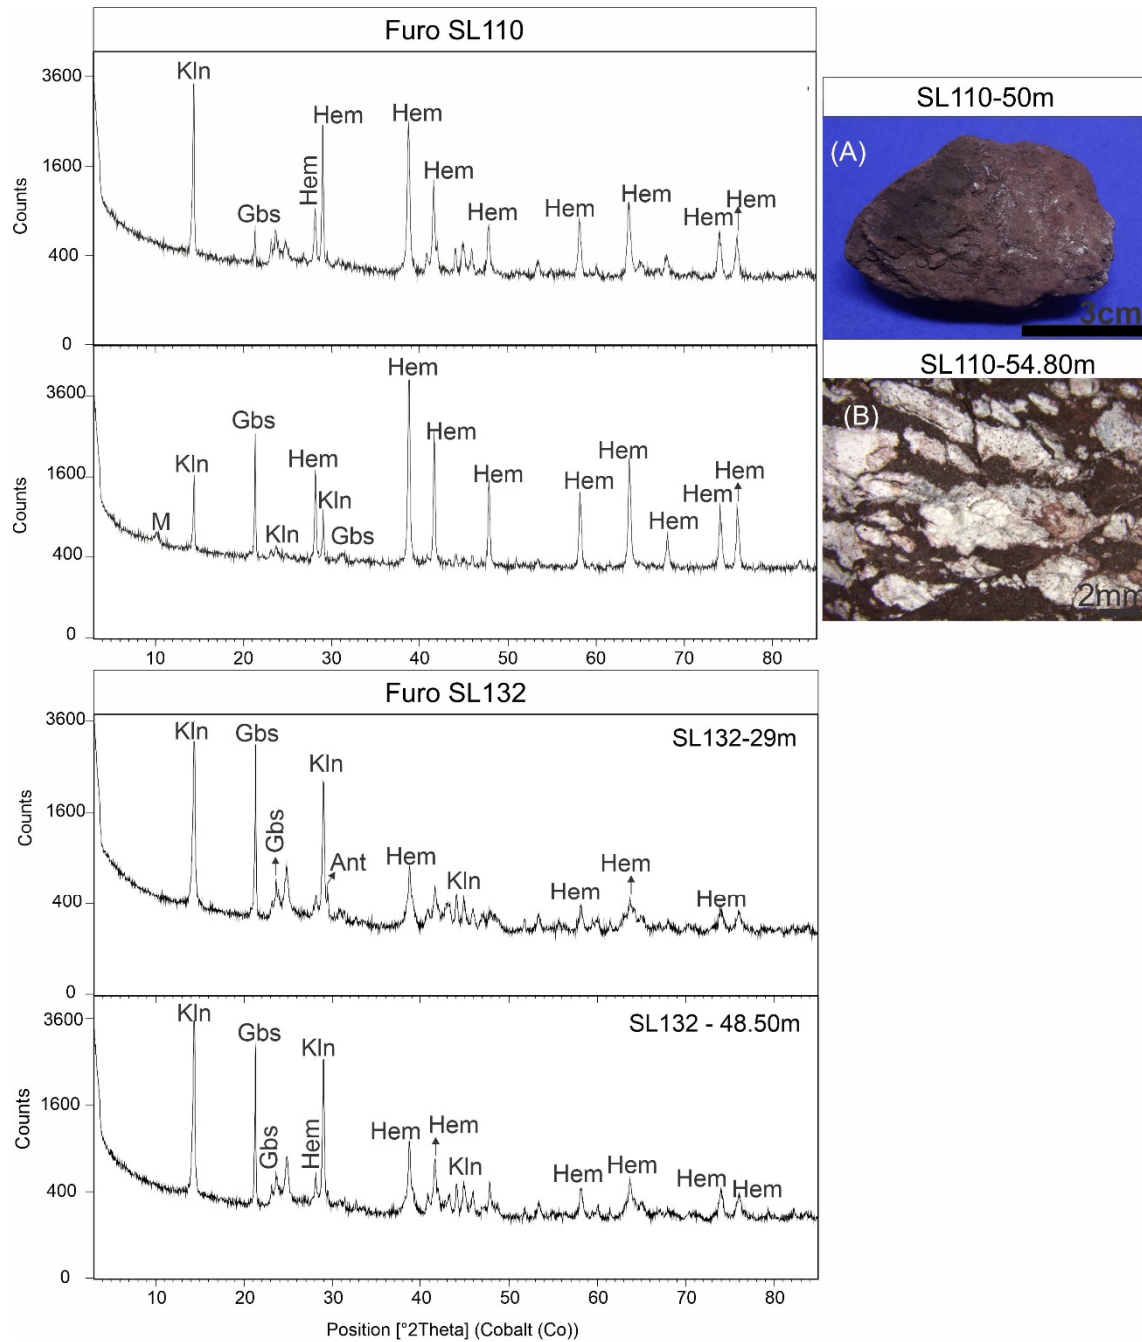 Furo SL110
3600
1600
400
0
Counts
Kln
Gbs
Hem
Hem
Hem
Hem
Hem
Hem
Hem
Hem
Hem
3600
1600
400
0
Counts
M
Kln
Gbs
Kln
Hem
Kln
Gbs
Hem
Hem
Hem
Hem
Hem
Hem
Hem
Hem
10 20 30 40 50 60 70 80
SL110-50m
(A)
3cm
SL110-54.80m
(B)
2mm
Furo SL132
SL132-29m
3600
1600
400
0
Counts
Kln
Gbs
Gbs
Kln
Ant
Hem
Kln
Hem
Hem
Hem
SL132 - 48.50m
3600
1600
400
0
Counts
Kln
Gbs
Gbs
Hem
Kln
Hem
Hem
Kln
Hem
Hem
Hem
Hem
10 20 30 40 50 60 70 80
Position [°2Theta] (Cobalt (Co))